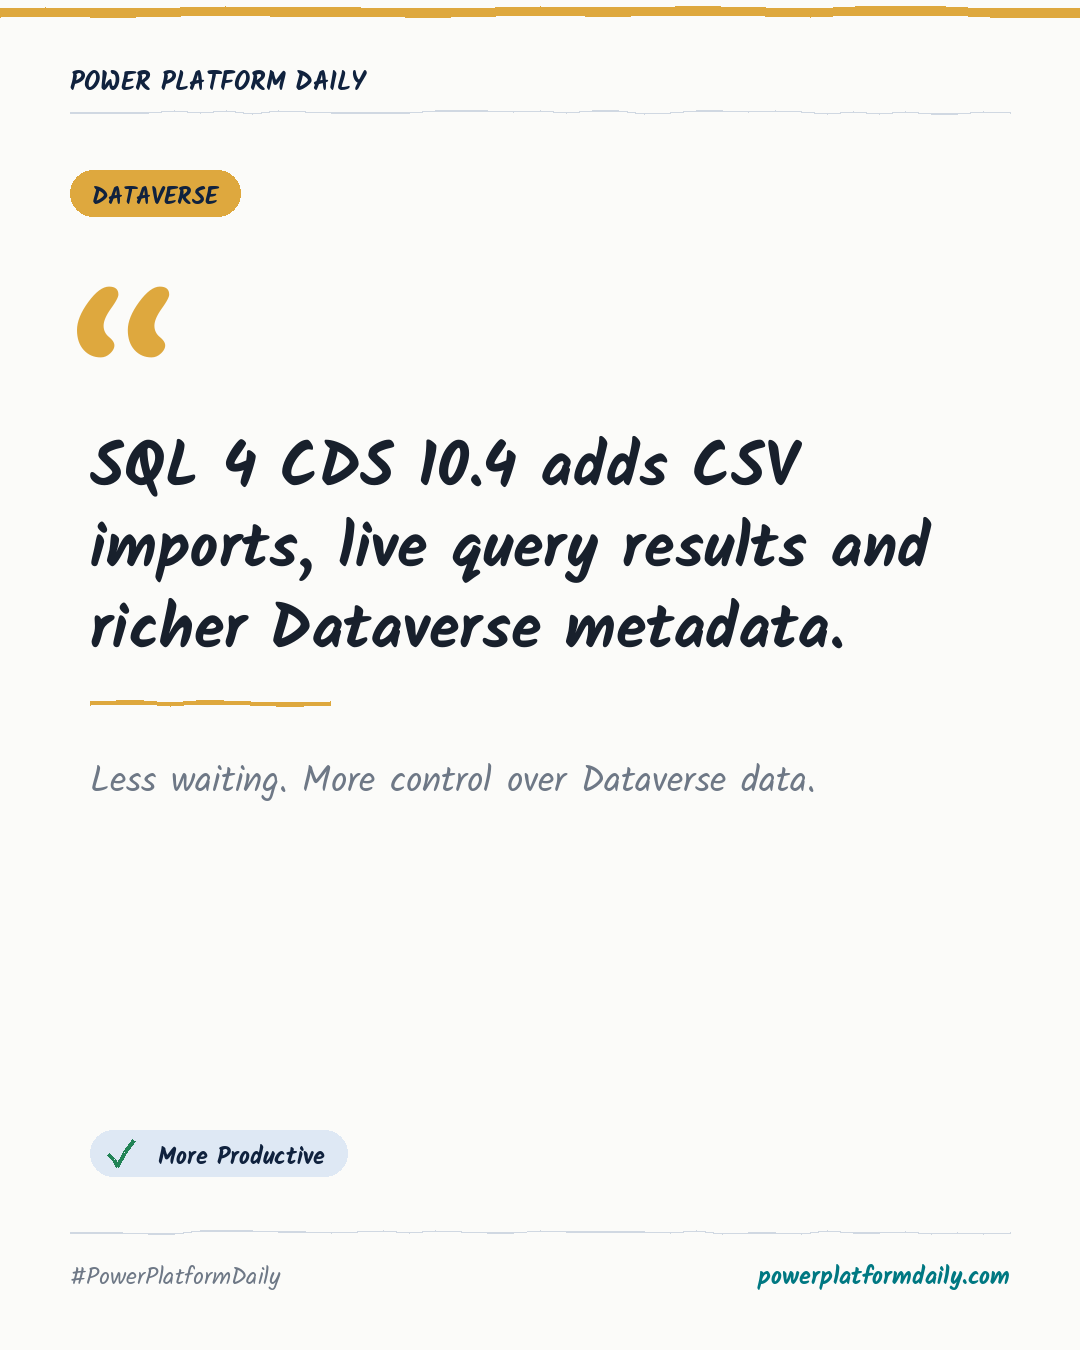 POWER PLATFORM DAILY
DATAVERSE
“
SQL 4 CDS 10.4 adds CSV
imports, live query results and
richer Dataverse metadata.
Less waiting. More control over Dataverse data.
✓ More Productive
#PowerPlatformDaily
powerplatformdaily.com